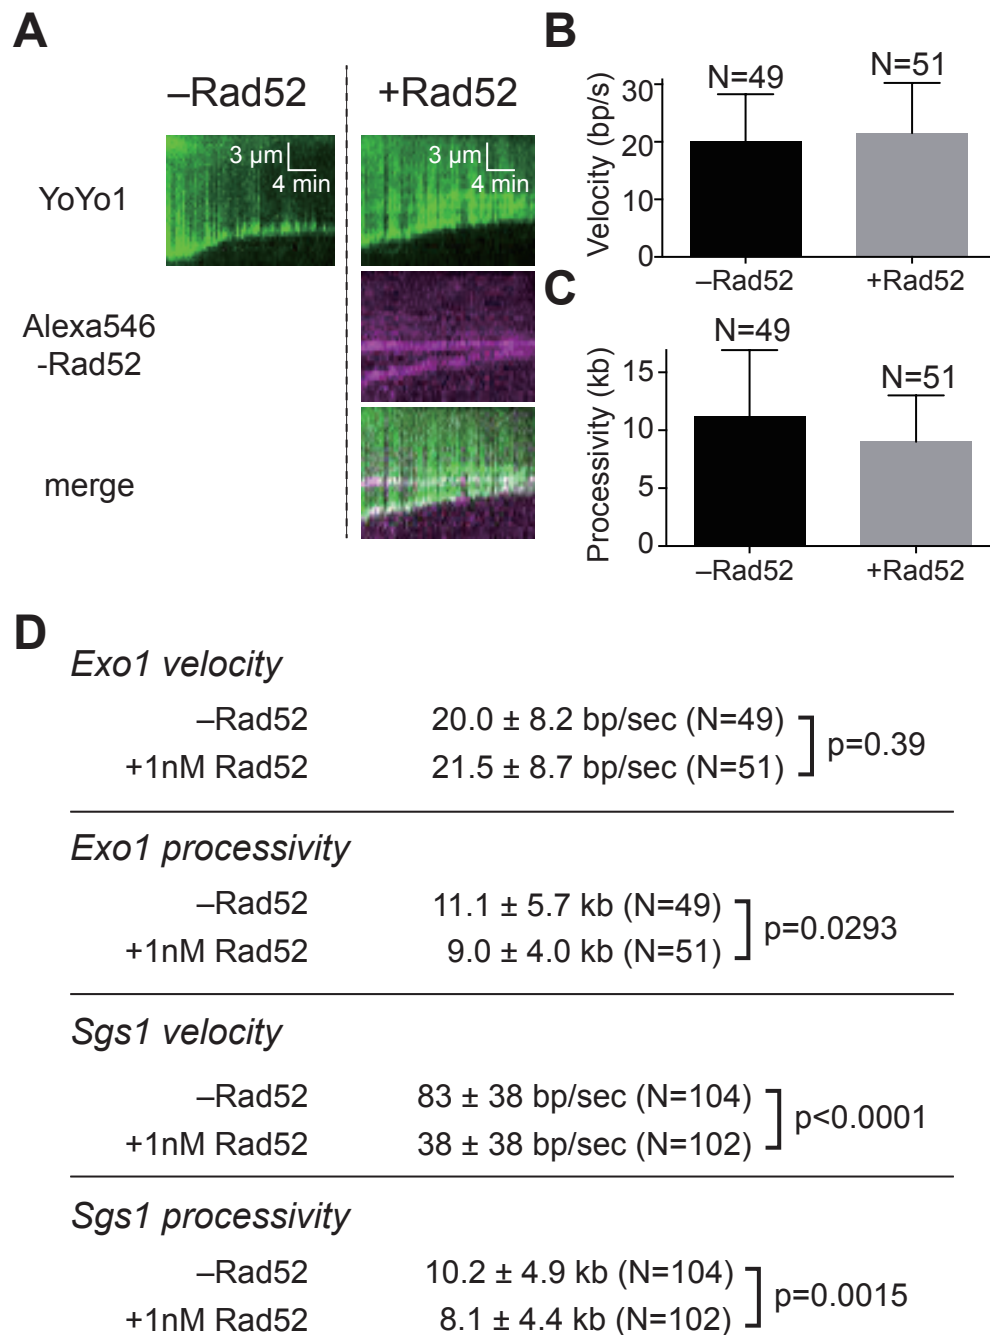 A
–Rad52
+Rad52
YoYo1
3 µm
4 min
3 µm
4 min
Alexa546
-Rad52
merge
B
Velocity (bp/s)
30
20
10
0
N=49
N=51
–Rad52
+Rad52
C
Processivity (kb)
15
10
5
0
N=49
N=51
–Rad52
+Rad52
D
Exo1 velocity
–Rad52 20.0 ± 8.2 bp/sec (N=49)
p=0.39
+1nM Rad52 21.5 ± 8.7 bp/sec (N=51)
Exo1 processivity
–Rad52 11.1 ± 5.7 kb (N=49)
p=0.0293
+1nM Rad52 9.0 ± 4.0 kb (N=51)
Sgs1 velocity
–Rad52 83 ± 38 bp/sec (N=104)
p<0.0001
+1nM Rad52 38 ± 38 bp/sec (N=102)
Sgs1 processivity
–Rad52 10.2 ± 4.9 kb (N=104)
p=0.0015
+1nM Rad52 8.1 ± 4.4 kb (N=102)